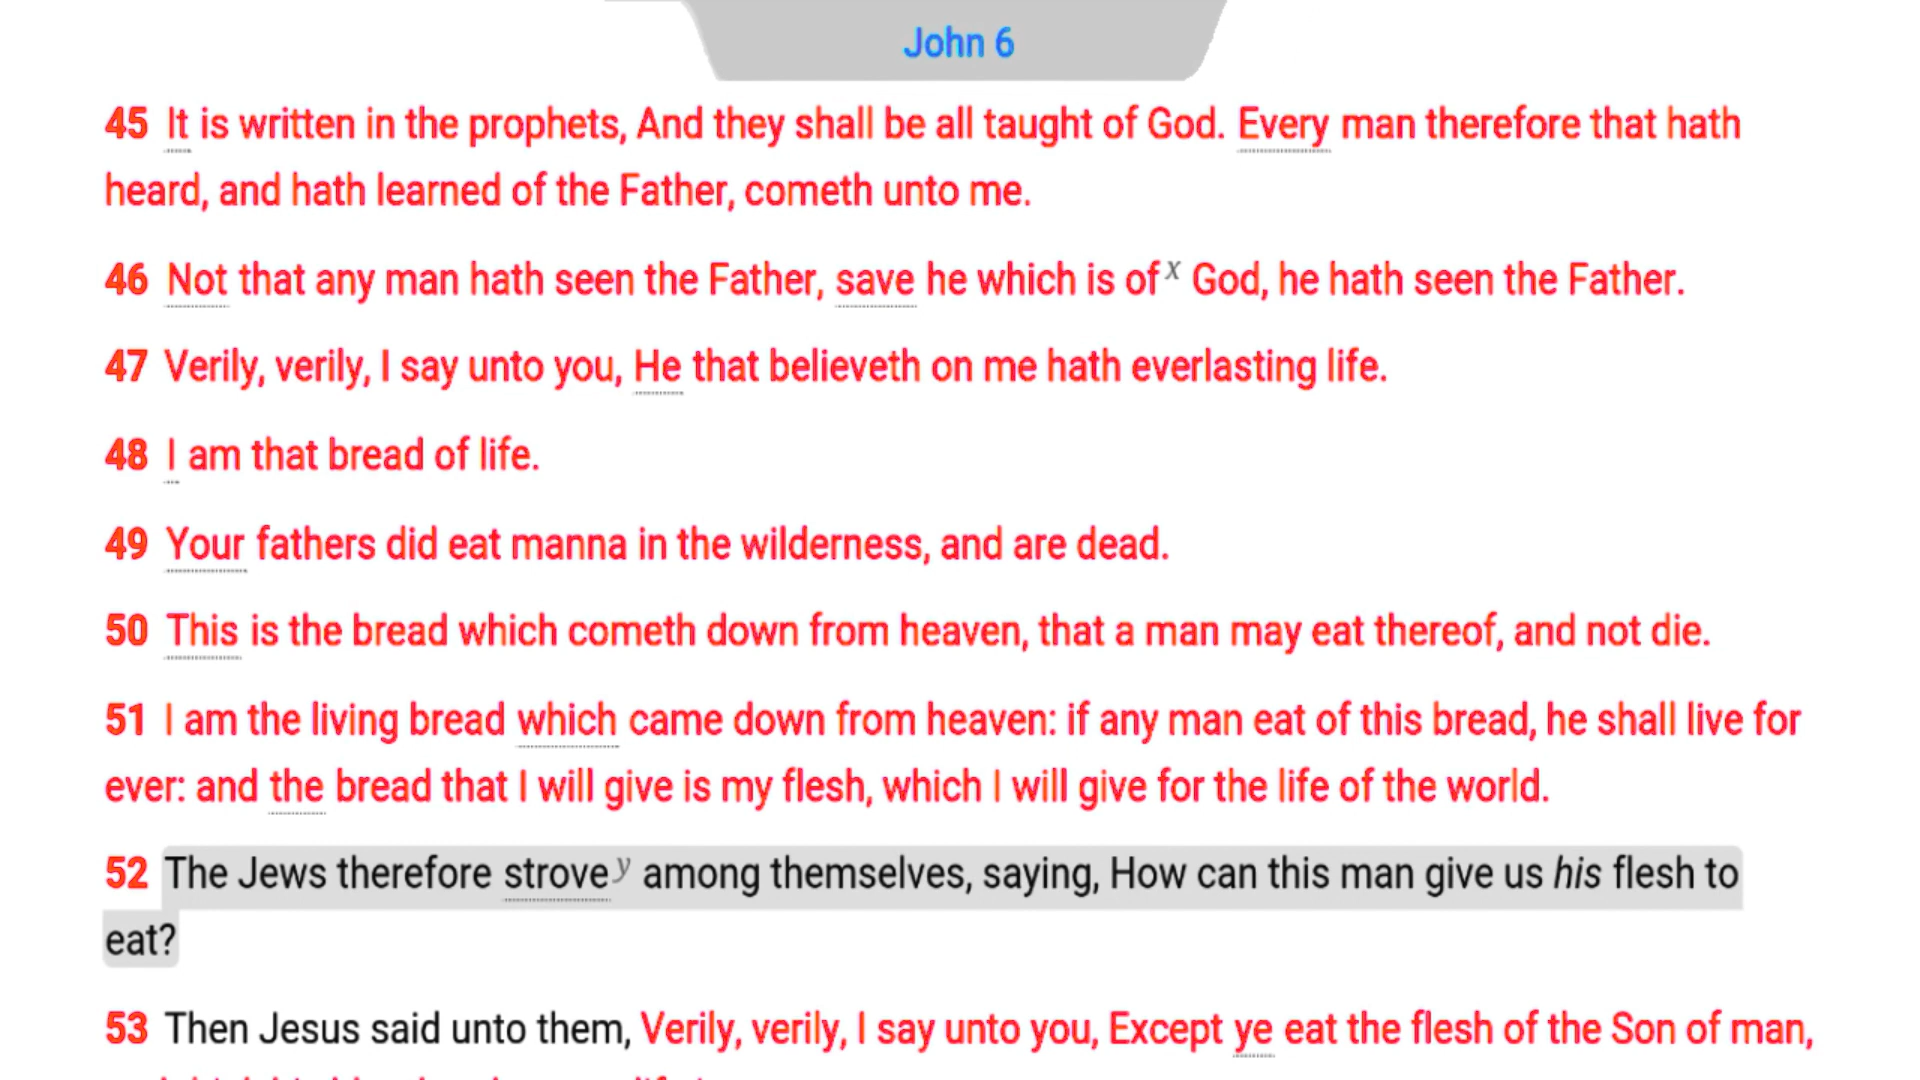 John 6
45 It is written in the prophets, And they shall be all taught of God. Every man therefore that hath
heard, and hath learned of the Father, cometh unto me.
46 Not that any man hath seen the Father, save he which is of x God, he hath seen the Father.
47 Verily, verily, I say unto you, He that believeth on me hath everlasting life.
48 I am that bread of life.
49 Your fathers did eat manna in the wilderness, and are dead.
50 This is the bread which cometh down from heaven, that a man may eat thereof, and not die.
51 I am the living bread which came down from heaven: if any man eat of this bread, he shall live for
ever: and the bread that I will give is my flesh, which I will give for the life of the world.
52 The Jews therefore strove y among themselves, saying, How can this man give us his flesh to
eat?
53 Then Jesus said unto them, Verily, verily, I say unto you, Except ye eat the flesh of the Son of man,